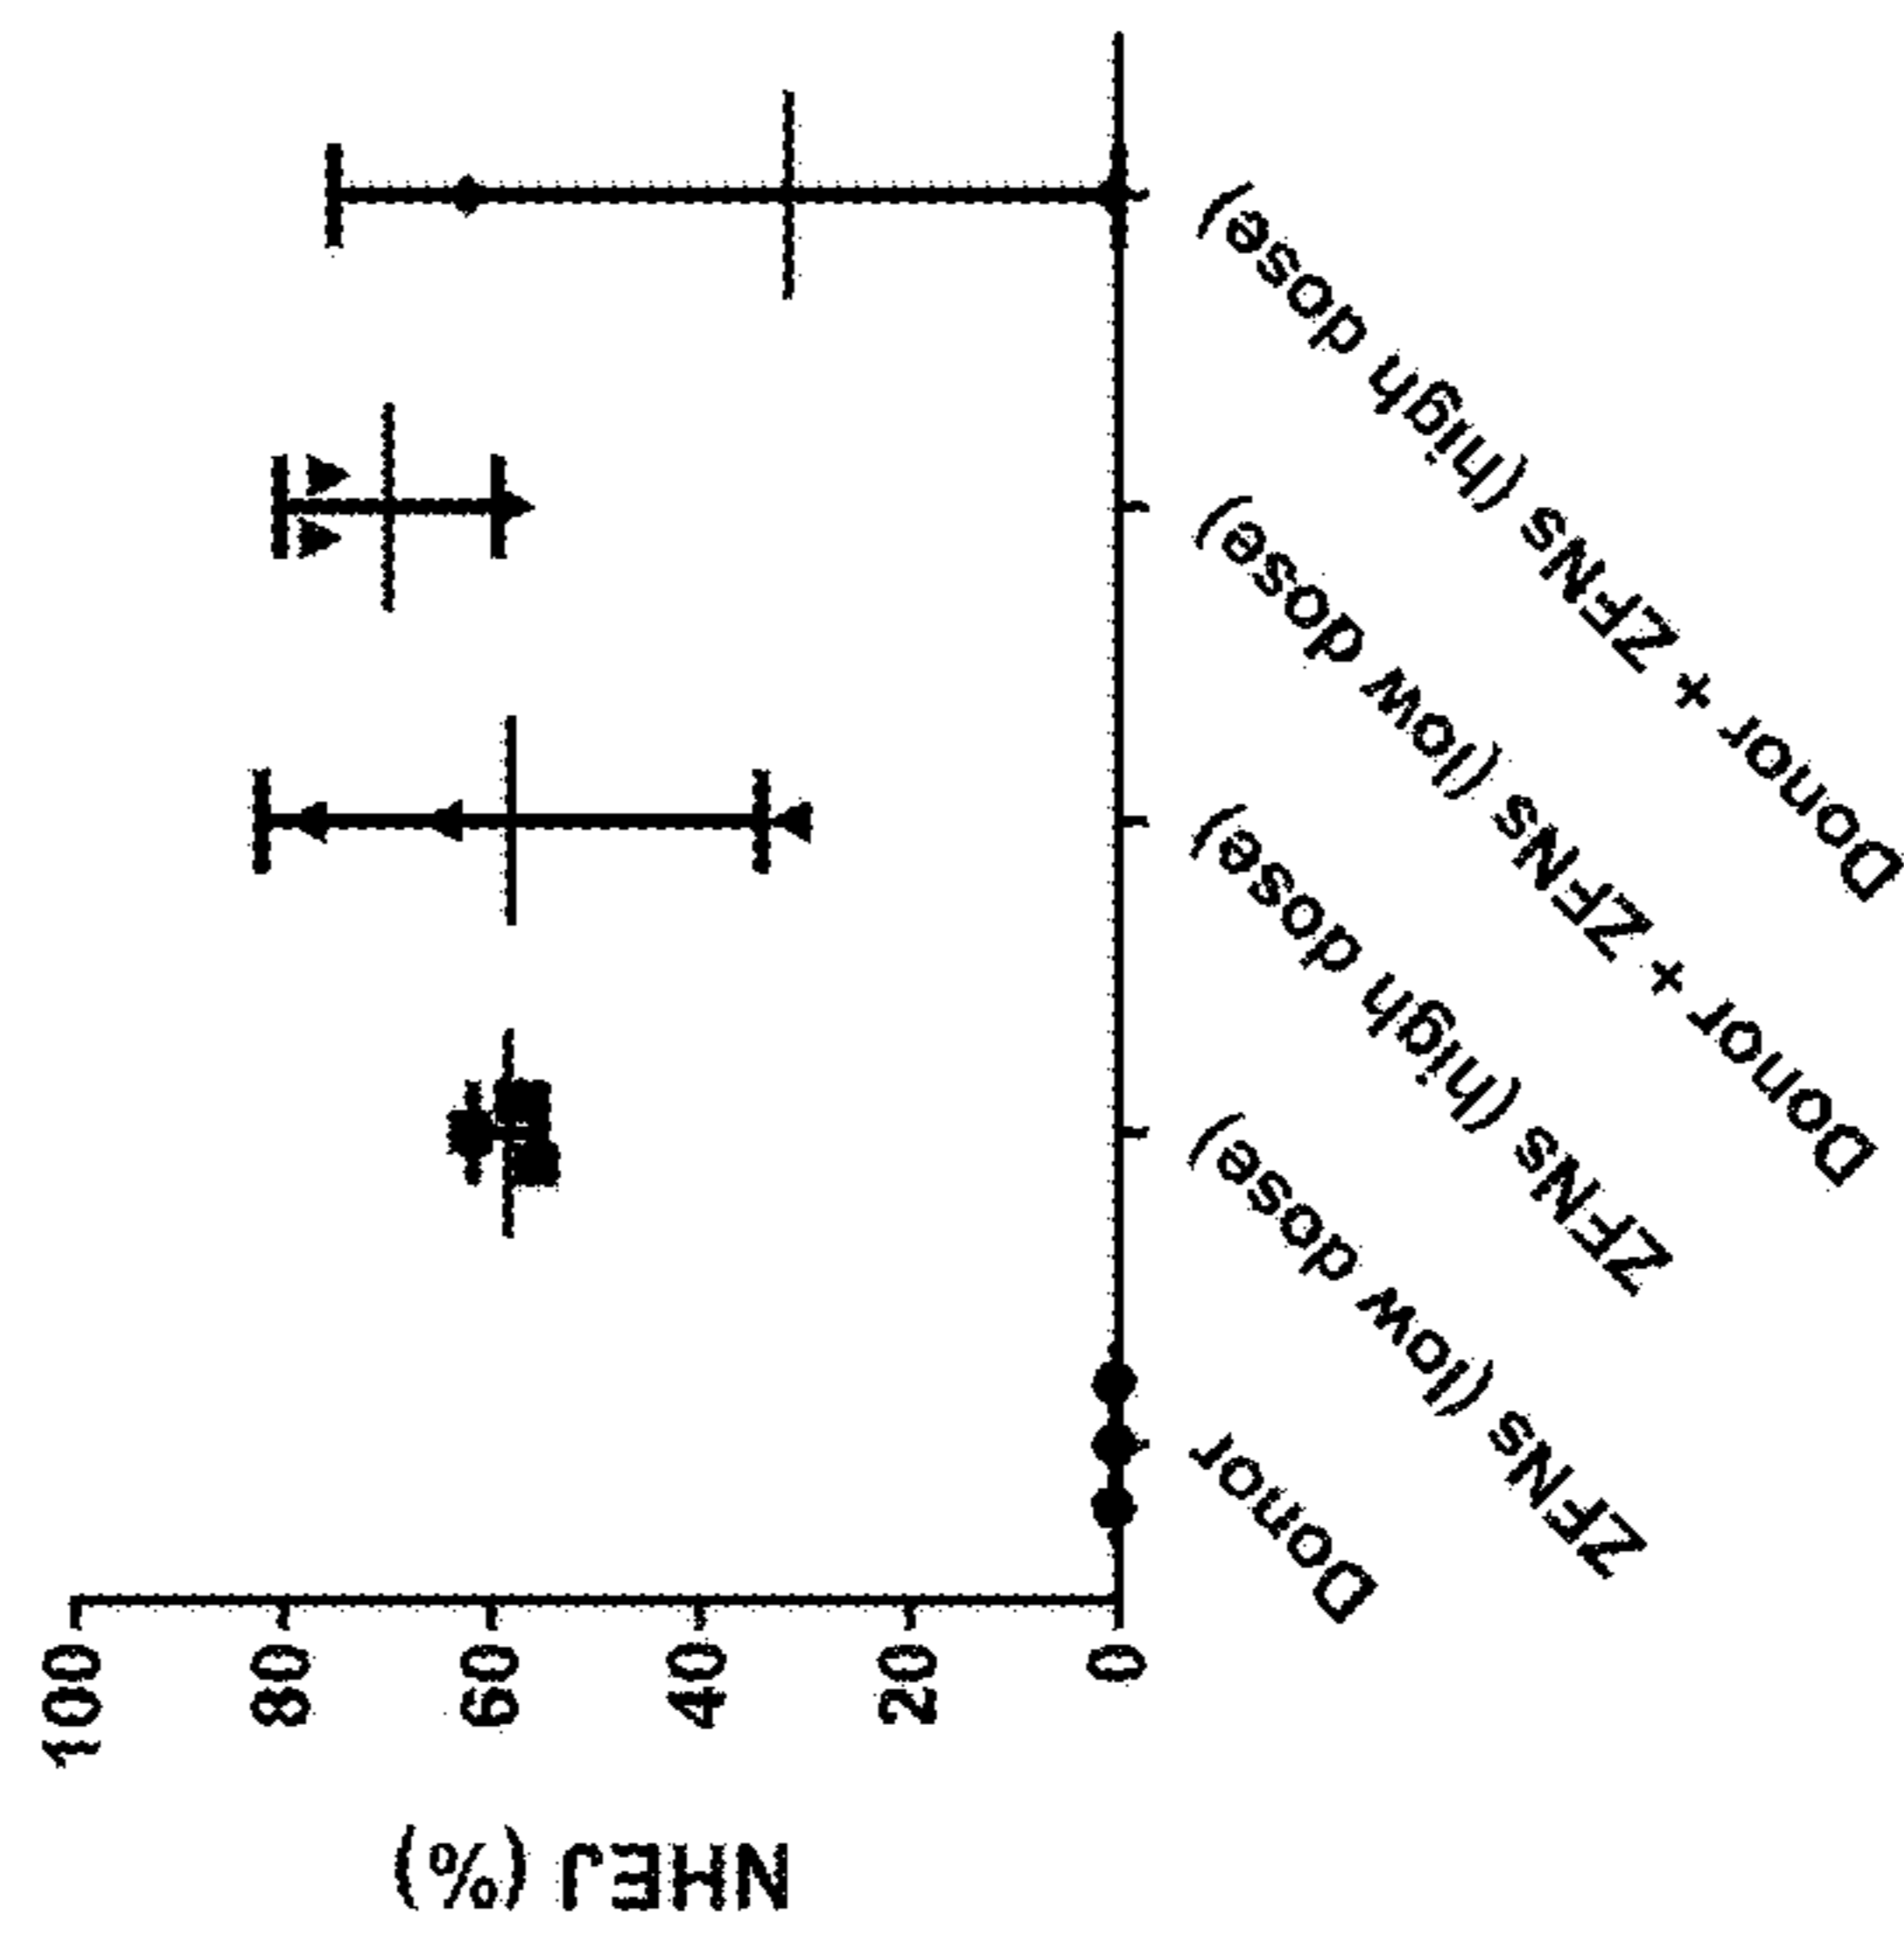 NHEJ (%)
100
80
60
40
20
0
Donor
ZFNs (low dose)
ZFNs (high dose)
Donor + ZFNs (low dose)
Donor + ZFNs (high dose)